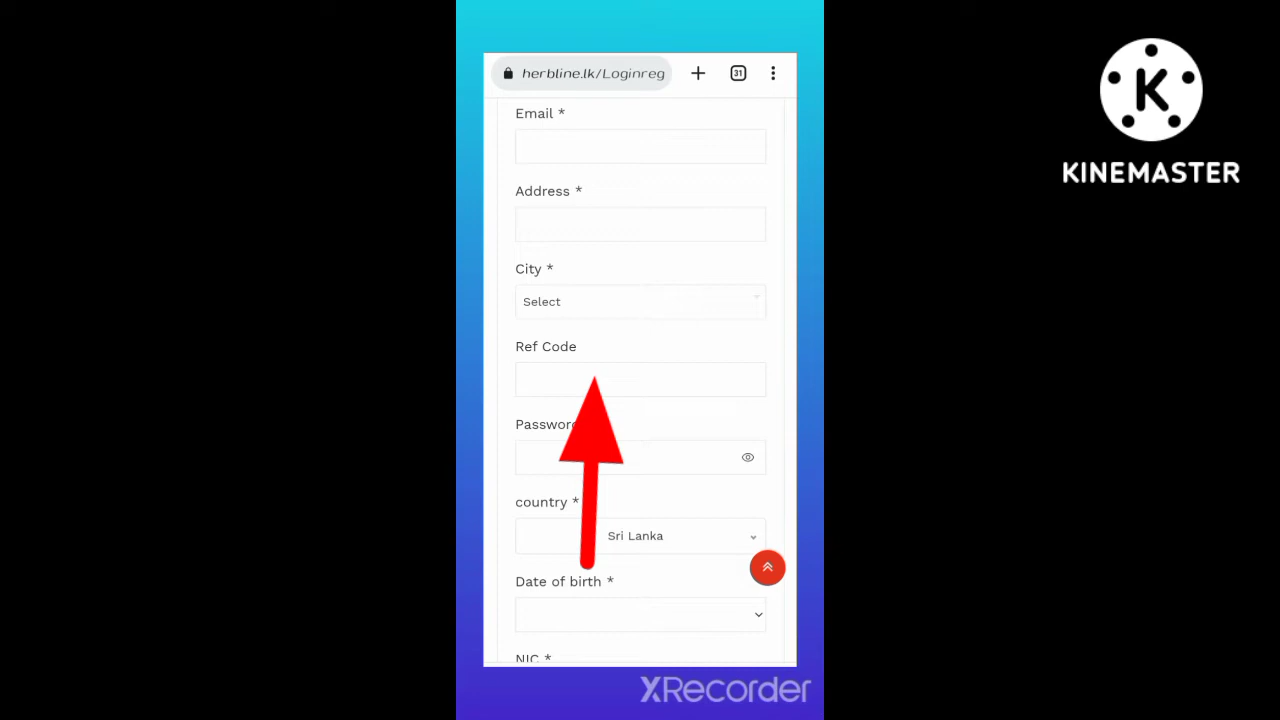 herbline.lk/Loginreg
31
Email *
Address *
City *
Select
Ref Code
Password
country *
Sri Lanka
Date of birth *
NIC *
K
KINEMASTER
XRecorder